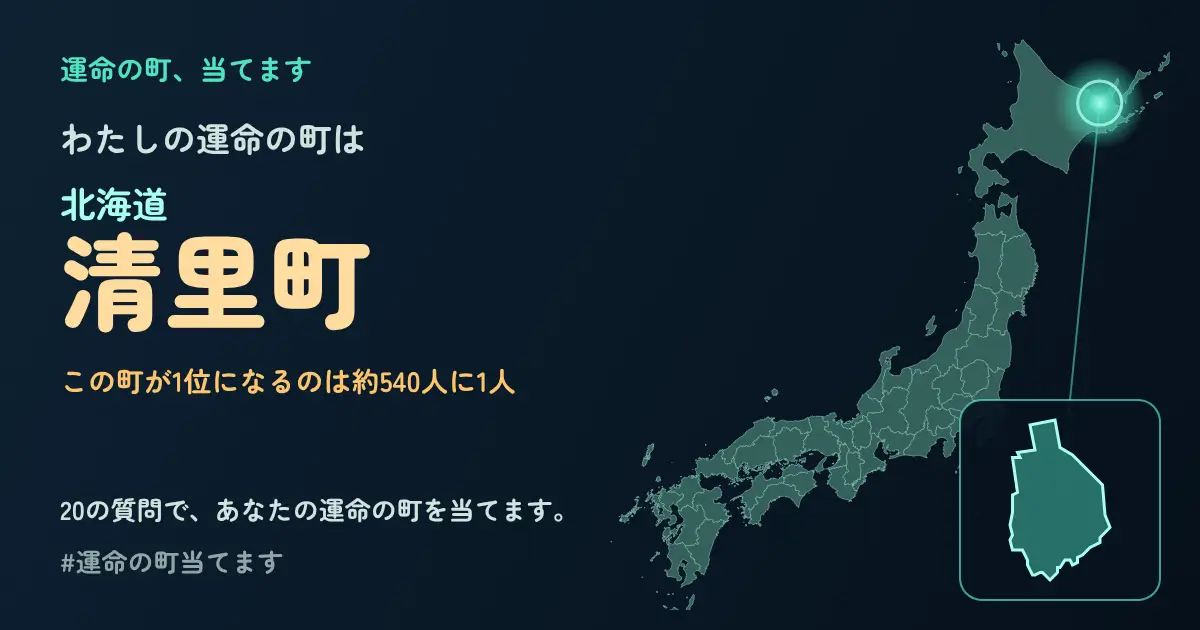 運命の町、当てます
わたしの運命の町は
北海道
清里町
この町が1位になるのは約540人に1人
20の質問で、あなたの運命の町を当てます。
#運命の町当てます